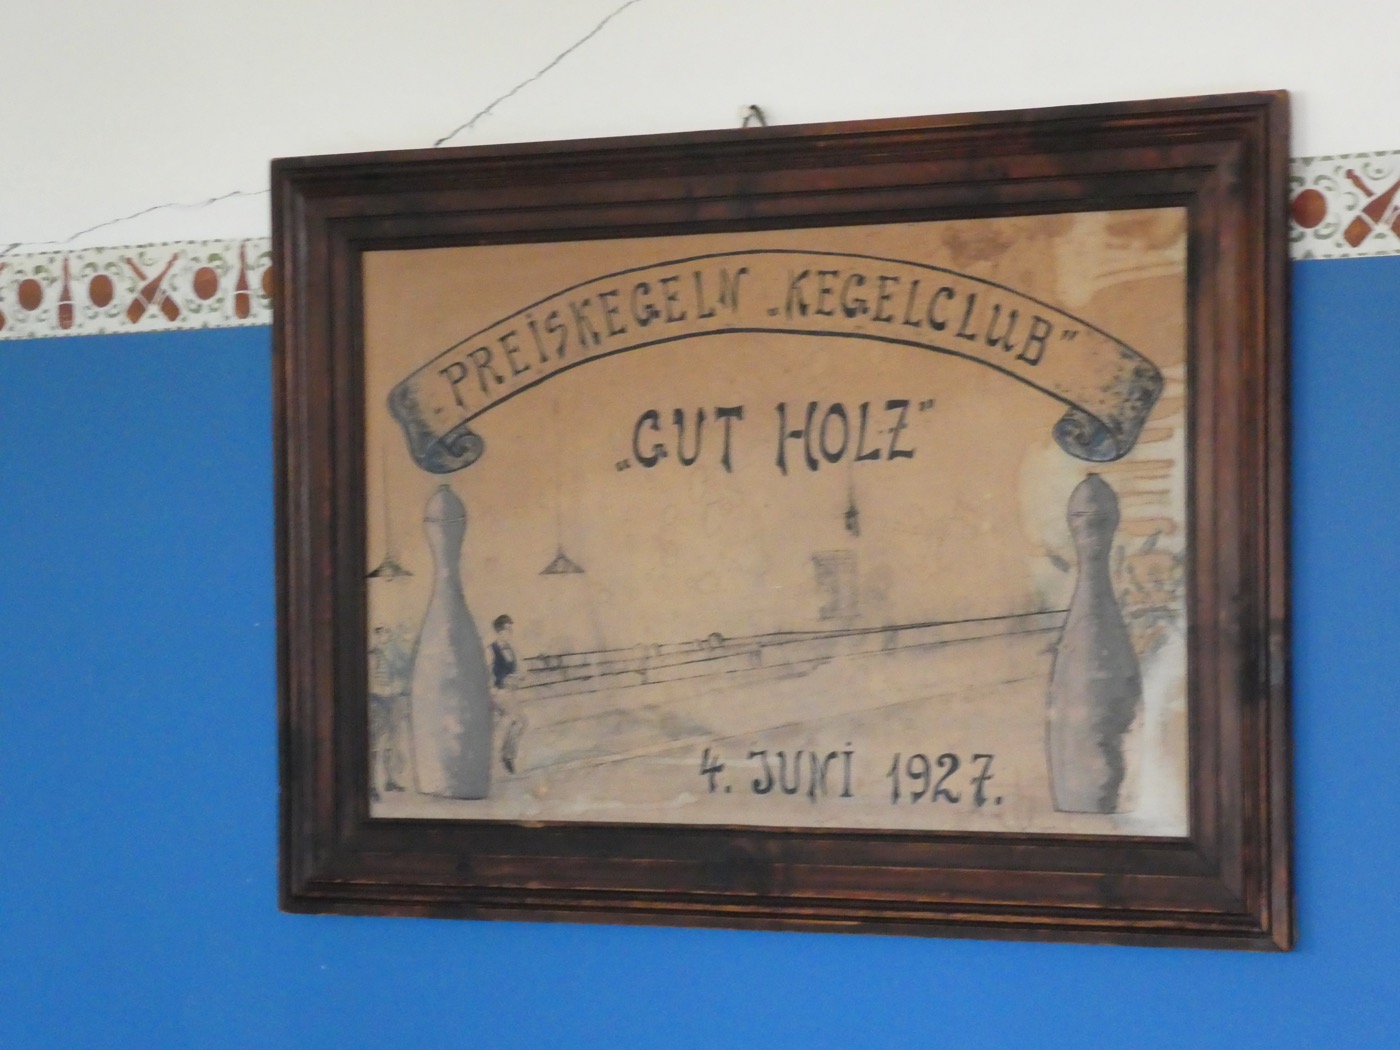 PREISKEGELN „KEGELCLUB"
„GUT HOLZ"
4. JUNI 1927.